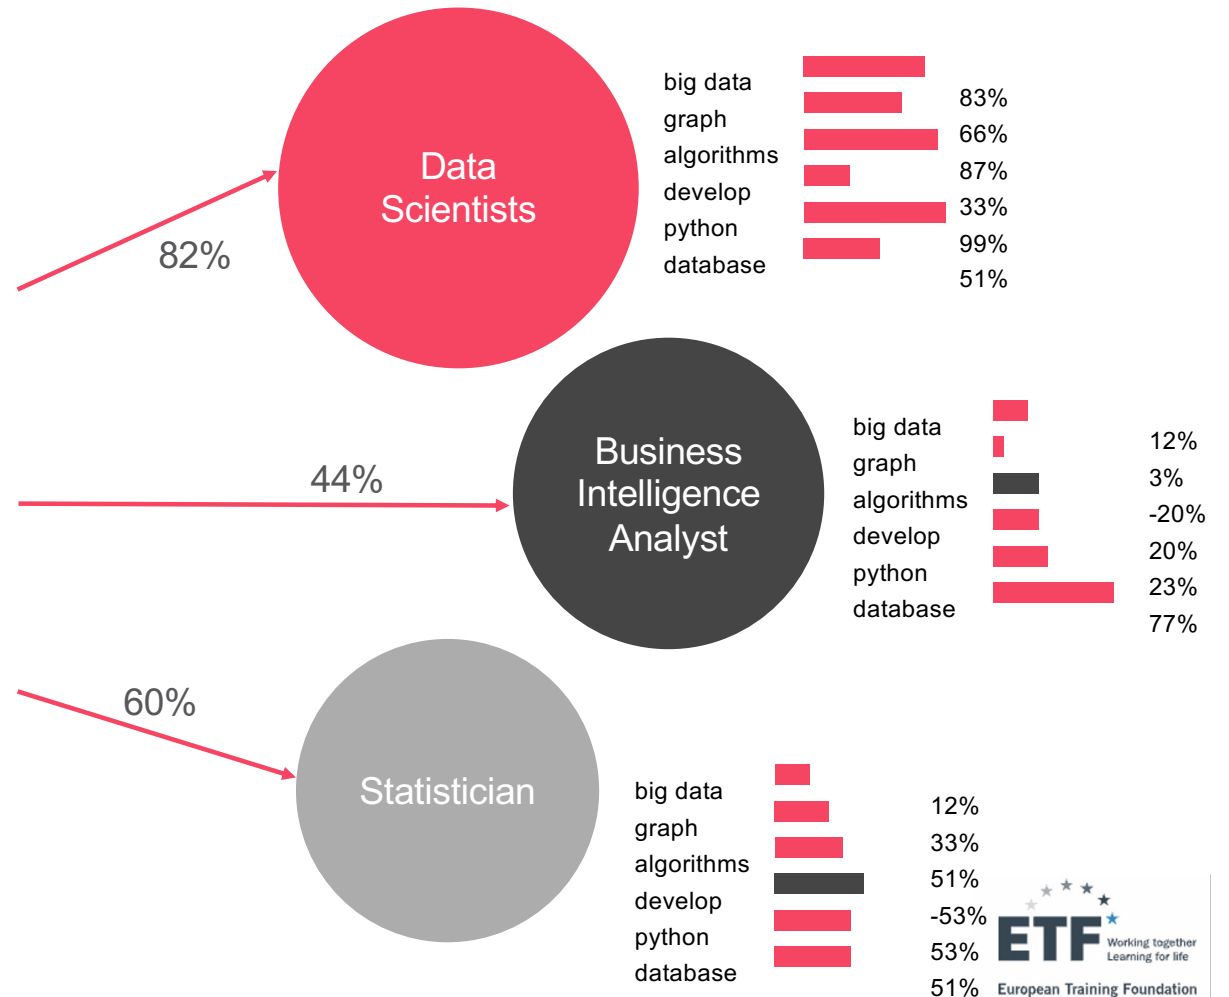 Data
Scientists
82%
big data
graph
algorithms
develop
python
database
83%
66%
87%
33%
99%
51%
Business
Intelligence
Analyst
44%
big data
graph
algorithms
develop
python
database
12%
3%
-20%
20%
23%
77%
60%
Statistician
big data
graph
algorithms
develop
python
database
12%
33%
51%
-53%
53%
51%
ETF
Working together
Learning for life
European Training Foundation